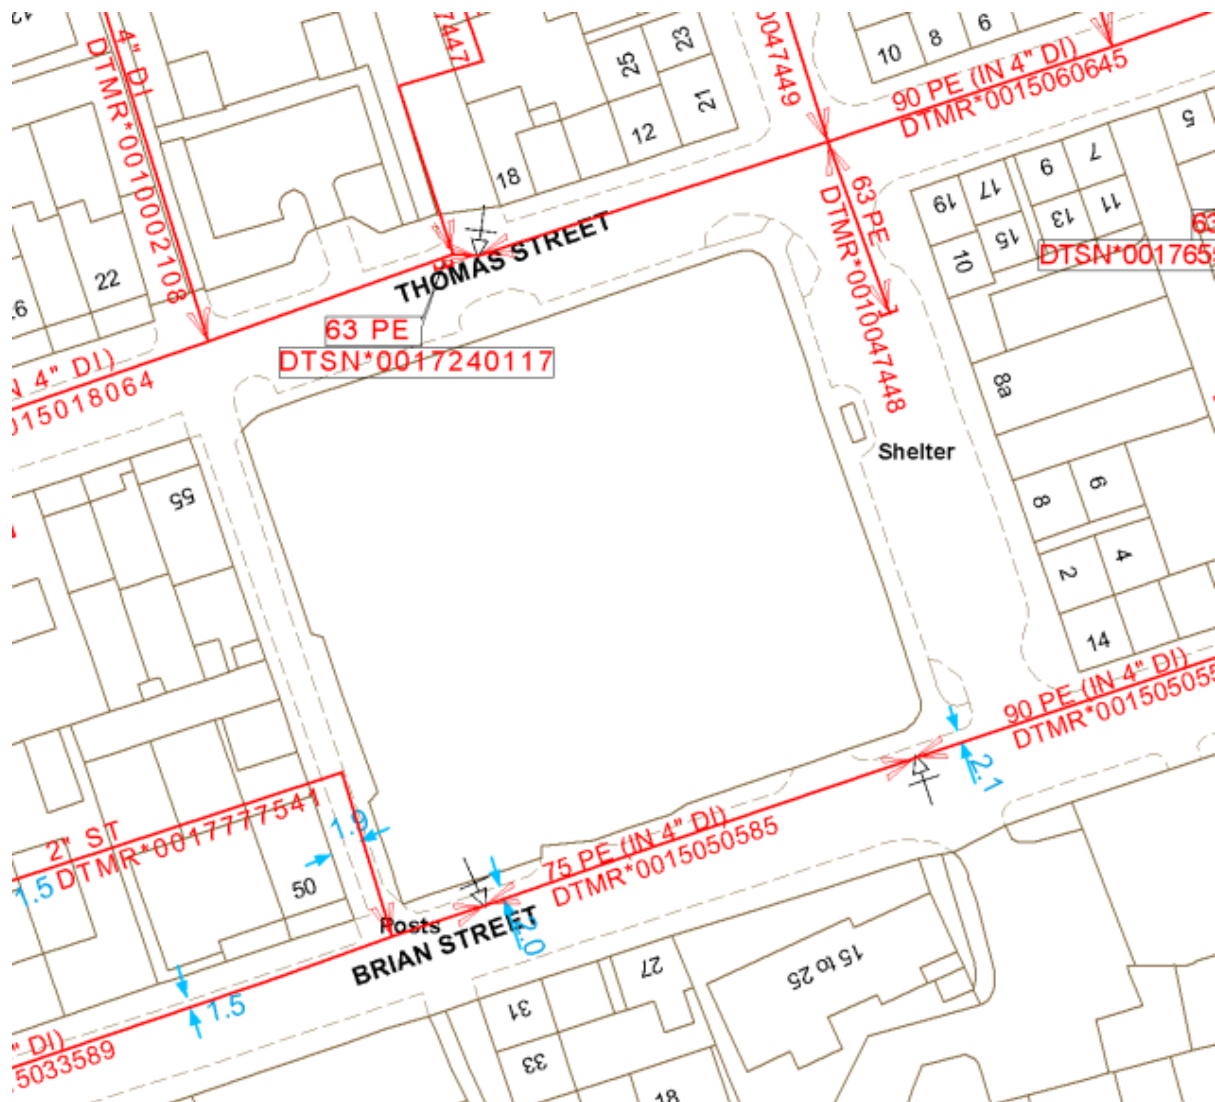 4" DI
DTMR*0010002108
7447
0047449
25
23
21
12
18
10
8
6
90 PE (IN 4" DI)
DTMR*0015060645
5
7
9
11
13
15
17
19
10
63 PE
DTMR*0010047448
63
DTSN*001765
22
THOMAS STREET
63 PE
DTSN*0017240117
N 4" DI)
015018064
8a
Shelter
55
8
6
2
4
14
90 PE (IN 4" DI)
DTMR*001505055
2.1
2" ST
DTMR*0017777541
1.5
1.9
50
75 PE (IN 4" DI)
DTMR*0015050585
Posts
BRIAN STREET
2.0
1.5
27
15 to 25
31
33
18
" DI)
5033589